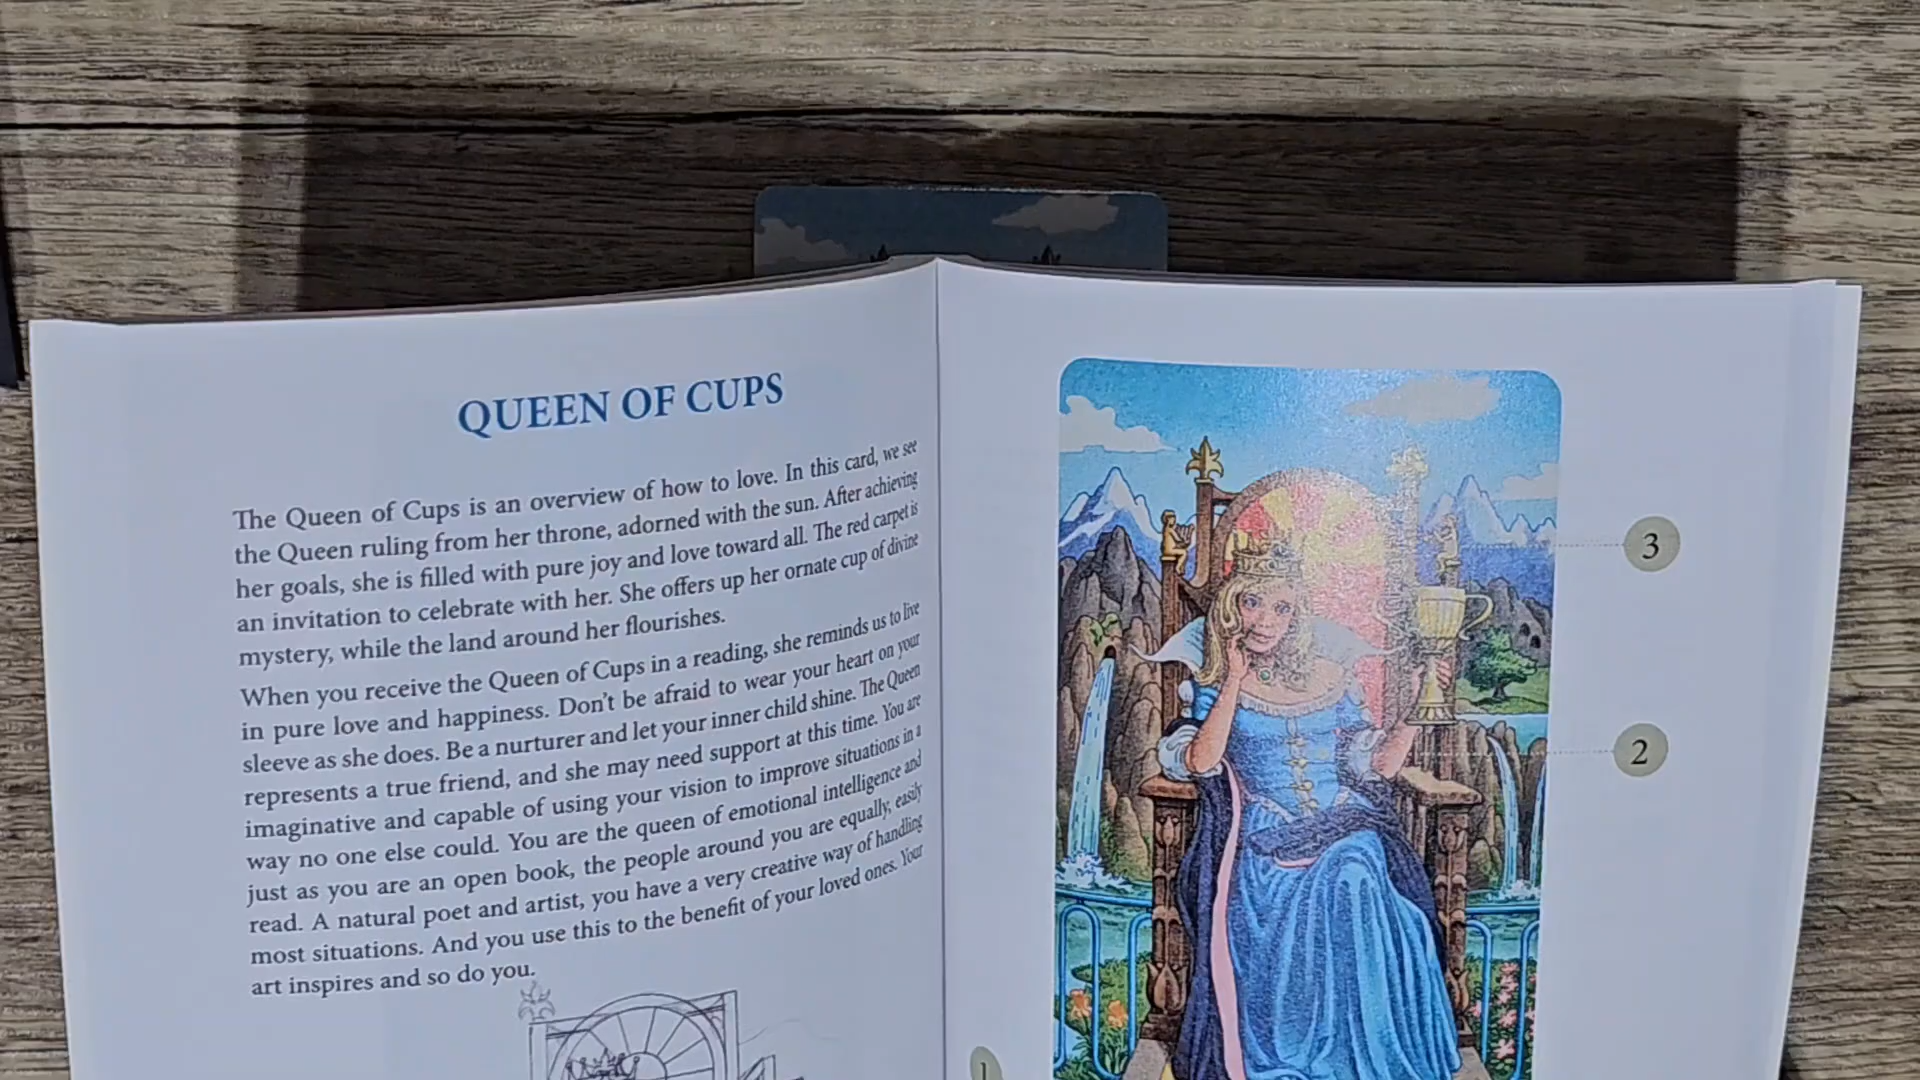 QUEEN OF CUPS
The Queen of Cups is an overview of how to love. In this card, we see
the Queen ruling from her throne, adorned with the sun. After achieving
her goals, she is filled with pure joy and love toward all. The red carpet is
an invitation to celebrate with her. She offers up her ornate cup of divine
mystery, while the land around her flourishes.
When you receive the Queen of Cups in a reading, she reminds us to live
in pure love and happiness. Don't be afraid to wear your heart on your
sleeve as she does. Be a nurturer and let your inner child shine. The Queen
represents a true friend, and she may need support at this time. You are
imaginative and capable of using your vision to improve situations in a
way no one else could. You are the queen of emotional intelligence and
just as you are an open book, the people around you are equally, easily
read. A natural poet and artist, you have a very creative way of handling
most situations. And you use this to the benefit of your loved ones. Your
art inspires and so do you.
3
2
1